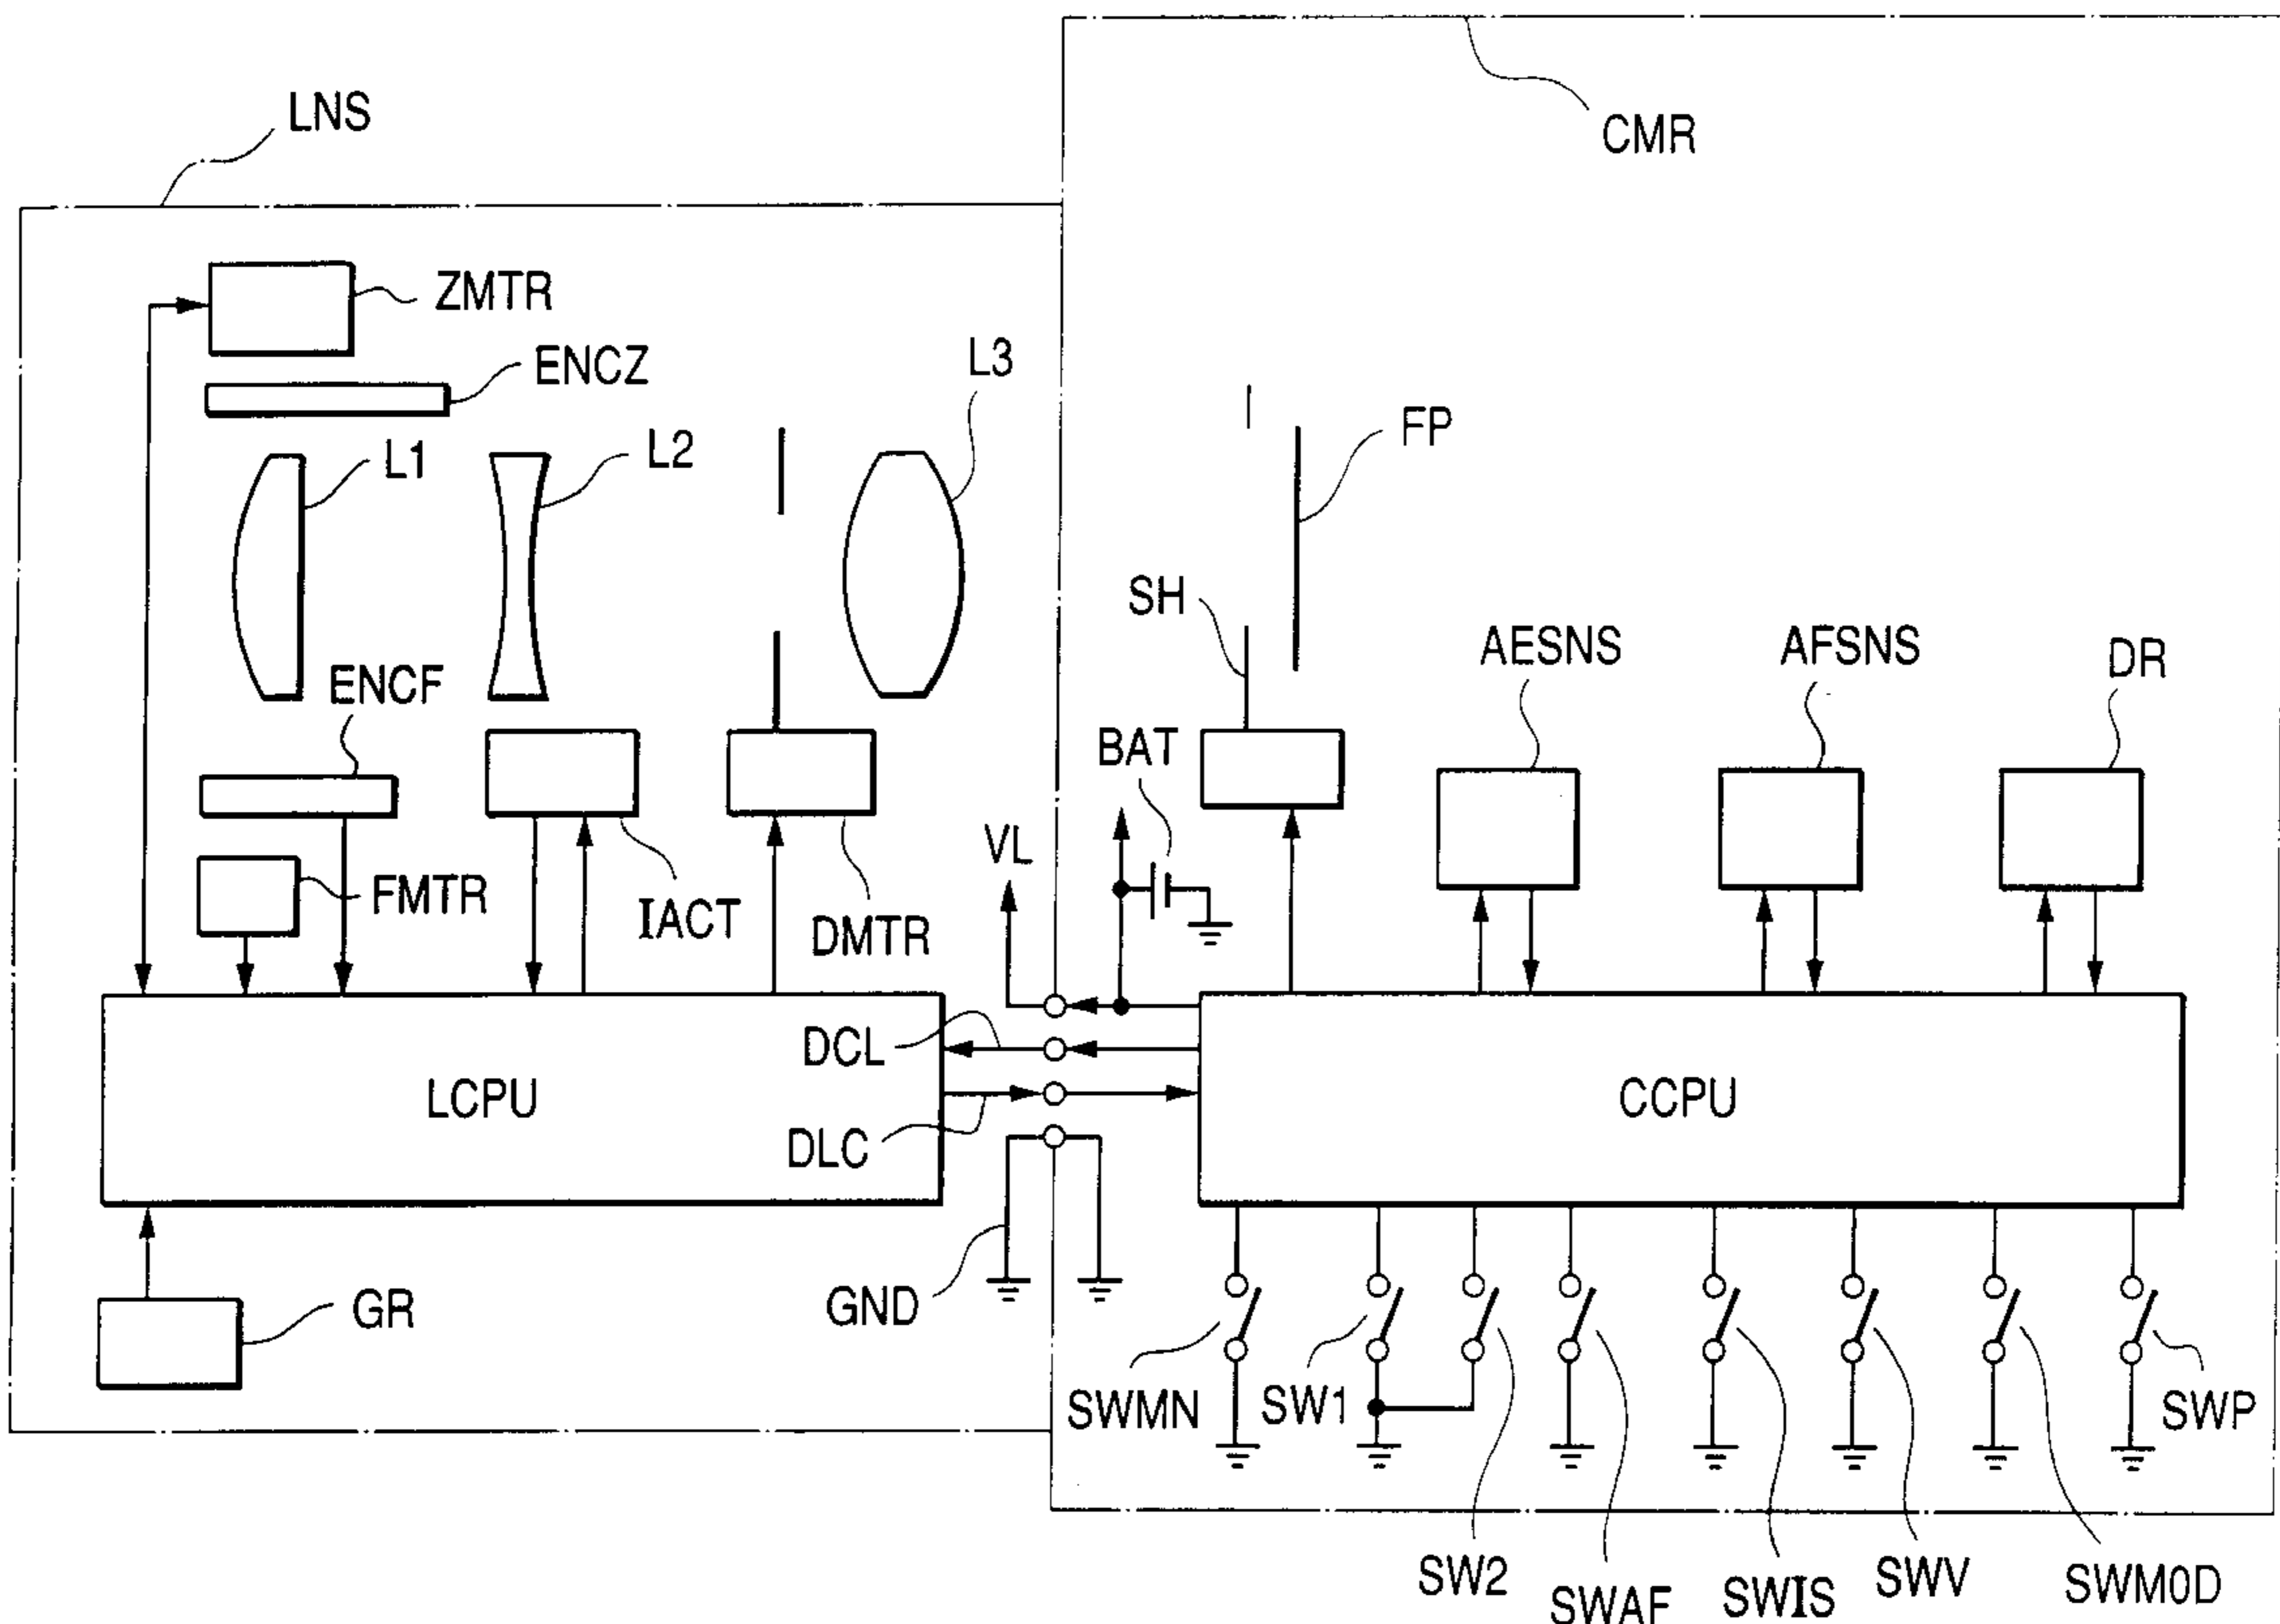 LNS
CMR
ZMTR
ENCZ
L3
L1
L2
FP
SH
ENCF
AESNS
AFSNS
DR
BAT
VL
FMTR
IACT
DMTR
DCL
LCPU
CCPU
DLC
GR
GND
SWMN
SW1
SWP
SW2
SWAF
SWIS
SWV
SWM0D